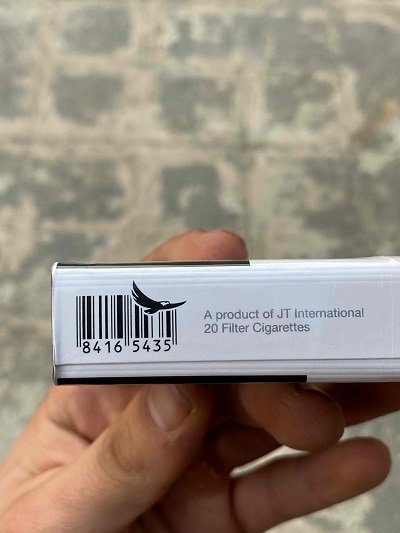 8416 5435
A product of JT International
20 Filter Cigarettes